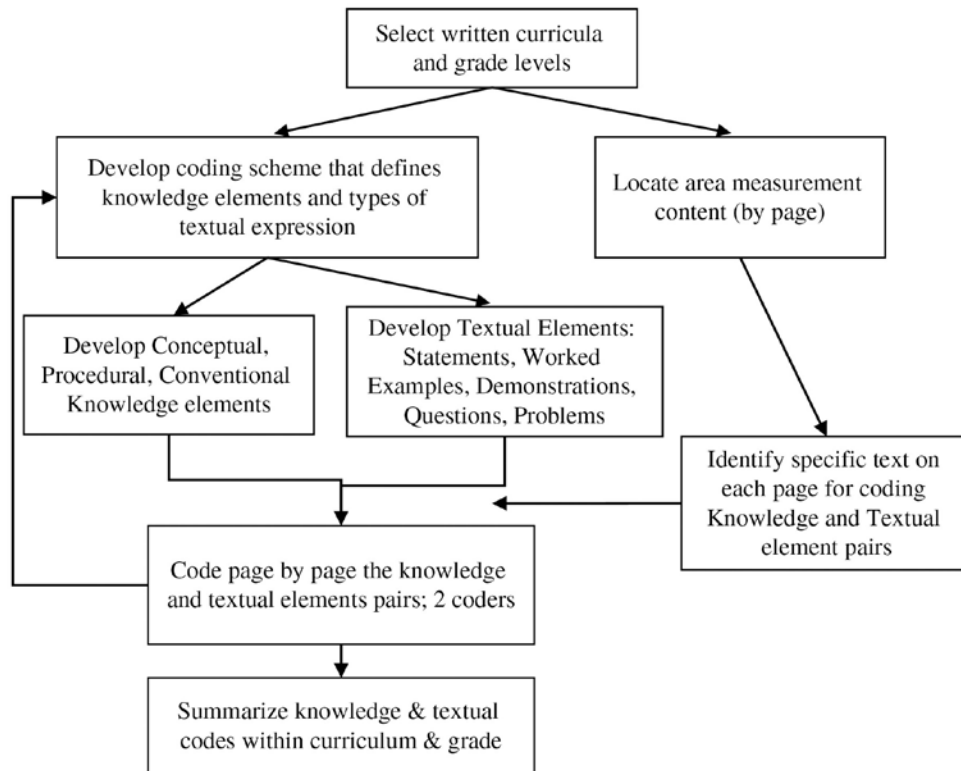 Select written curricula
and grade levels
Develop coding scheme that defines
knowledge elements and types of
textual expression
Locate area measurement
content (by page)
Develop Conceptual,
Procedural, Conventional
Knowledge elements
Develop Textual Elements:
Statements, Worked
Examples, Demonstrations,
Questions, Problems
Identify specific text on
each page for coding
Knowledge and Textual
element pairs
Code page by page the knowledge
and textual elements pairs; 2 coders
Summarize knowledge & textual
codes within curriculum & grade